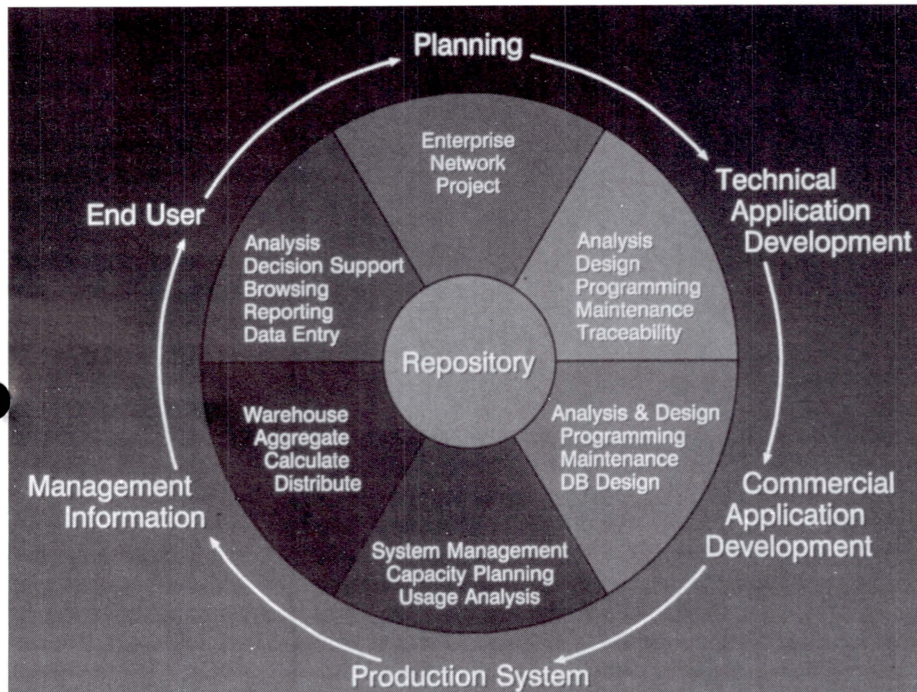 Planning
Enterprise
Network
Project
Technical
Application
Development
Analysis
Design
Programming
Maintenance
Traceability
Commercial
Application
Development
Analysis & Design
Programming
Maintenance
DB Design
Production System
System Management
Capacity Planning
Usage Analysis
Management
Information
Warehouse
Aggregate
Calculate
Distribute
End User
Analysis
Decision Support
Browsing
Reporting
Data Entry
Repository